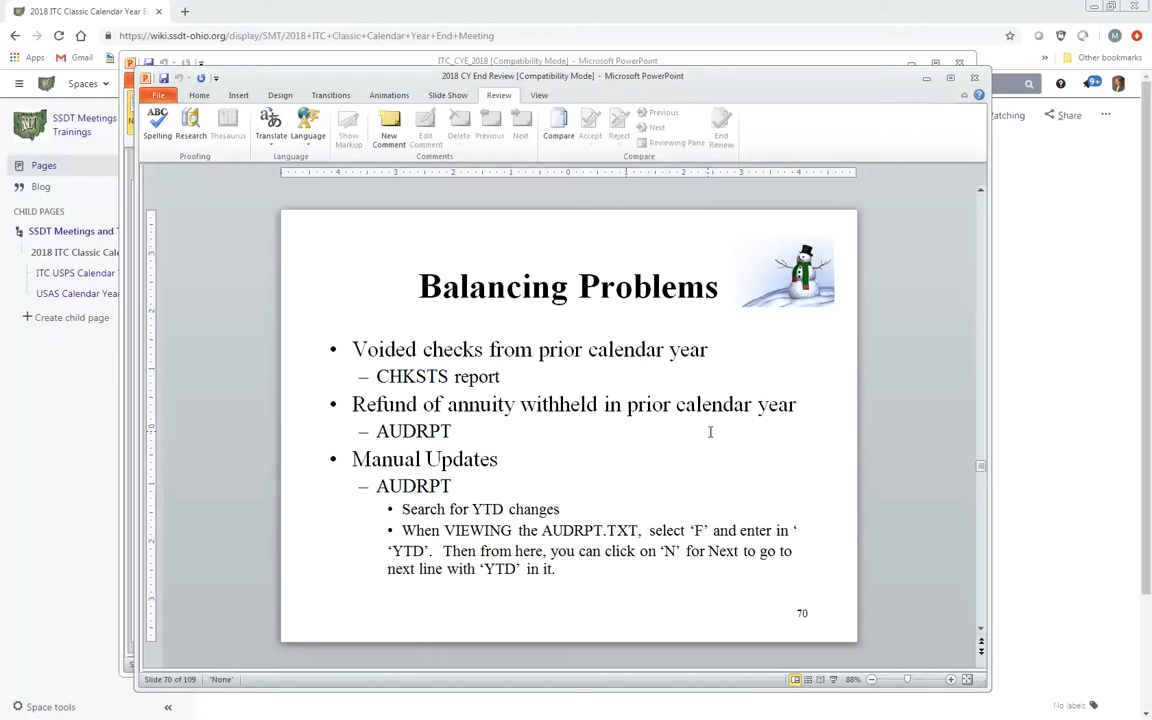 2018 ITC Classic Calendar Year E
https://wiki.ssdt-ohio.org/display/SMT/2018+ITC+Classic+Calendar+Year+End+Meeting
M
Apps
Gmail
»
Other bookmarks
ITC_CYE_2018 [Compatibility Mode] - Microsoft PowerPoint
2018 CY End Review [Compatibility Mode] - Microsoft PowerPoint
Spaces
9+
File
Home
Insert
Design
Transitions
Animations
Slide Show
Review
View
ABC
Spelling
Research
Thesaurus
Translate
Language
Show Markup
New Comment
Edit Comment
Delete
Previous
Next
Compare
Accept
Reject
Previous
Next
Reviewing Pane
End Review
Proofing
Language
Comments
Compare
SSDT Meetings
Trainings
atching
Share
Pages
Blog
CHILD PAGES
SSDT Meetings and T
2018 ITC Classic Cale
ITC USPS Calendar
USAS Calendar Yea
Create child page
Balancing Problems
• Voided checks from prior calendar year
– CHKSTS report
• Refund of annuity withheld in prior calendar year
– AUDRPT
• Manual Updates
– AUDRPT
• Search for YTD changes
• When VIEWING the AUDRPT.TXT, select ‘F’ and enter in ‘
‘YTD’. Then from here, you can click on ‘N’ for Next to go to
next line with ‘YTD’ in it.
70
Slide 70 of 109
"None"
88%
Space tools
«
No labels